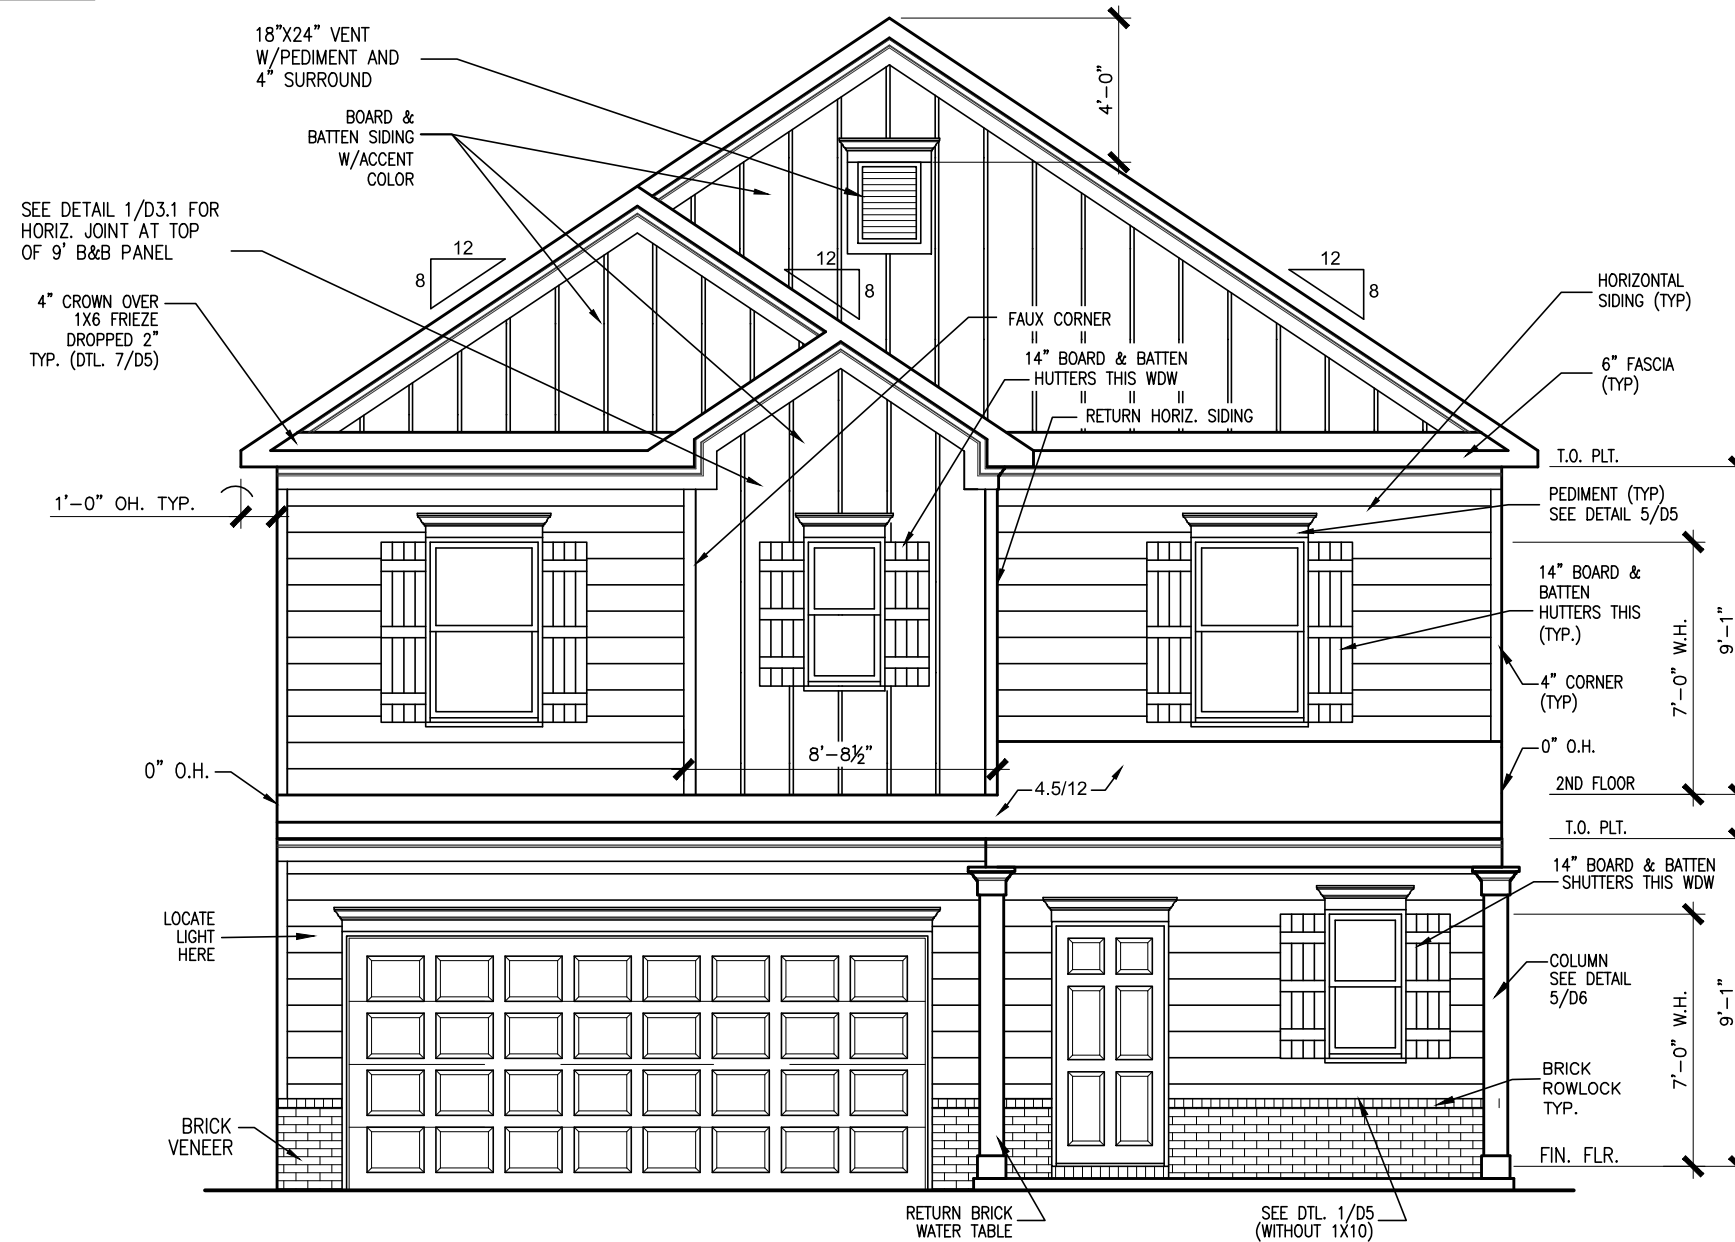 18"X24" VENT
W/PEDIMENT AND
4" SURROUND
BOARD &
BATTEN SIDING
W/ACCENT
COLOR
SEE DETAIL 1/D3.1 FOR
HORIZ. JOINT AT TOP
OF 9' B&B PANEL
4" CROWN OVER
1X6 FRIEZE
DROPPED 2"
TYP. (DTL. 7/D5)
1'-0" OH. TYP.
0" O.H.
LOCATE
LIGHT
HERE
BRICK
VENEER
12
8
12
8
12
8
4'-0"
FAUX CORNER
14" BOARD & BATTEN
HUTTERS THIS WDW
RETURN HORIZ. SIDING
8'-8½"
4.5/12
HORIZONTAL
SIDING (TYP)
6" FASCIA
(TYP)
T.O. PLT.
PEDIMENT (TYP)
SEE DETAIL 5/D5
14" BOARD &
BATTEN
HUTTERS THIS
(TYP.)
4" CORNER
(TYP)
7'-0" W.H.
9'-1"
0" O.H.
2ND FLOOR
T.O. PLT.
14" BOARD & BATTEN
SHUTTERS THIS WDW
COLUMN
SEE DETAIL
5/D6
7'-0" W.H.
9'-1"
BRICK
ROWLOCK
TYP.
FIN. FLR.
RETURN BRICK
WATER TABLE
SEE DTL. 1/D5
(WITHOUT 1X10)